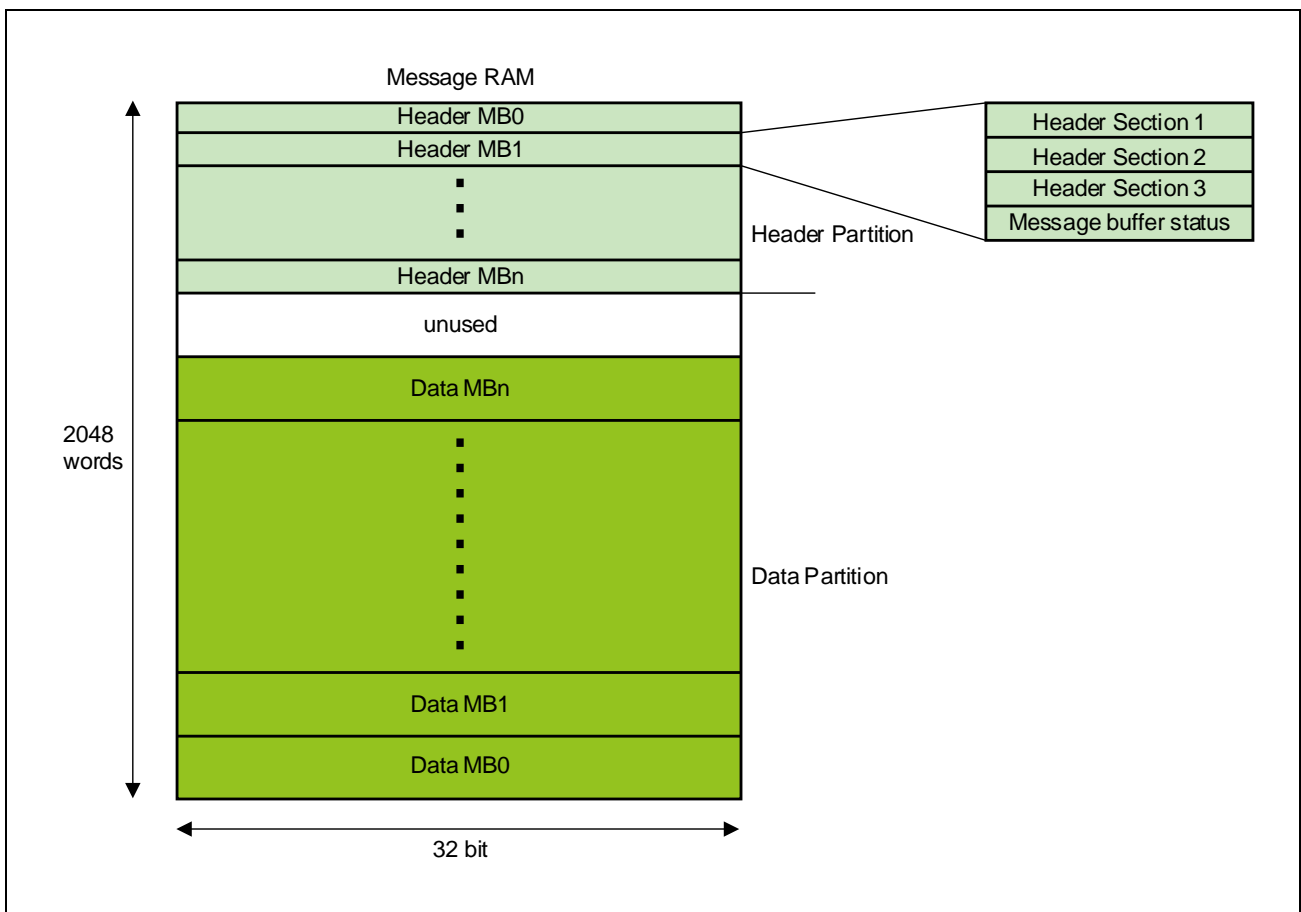 Message RAM
Header MB0
Header MB1
Header MBn
unused
Data MBn
Data MB1
Data MB0
2048
words
32 bit
Header Partition
Data Partition
Header Section 1
Header Section 2
Header Section 3
Message buffer status